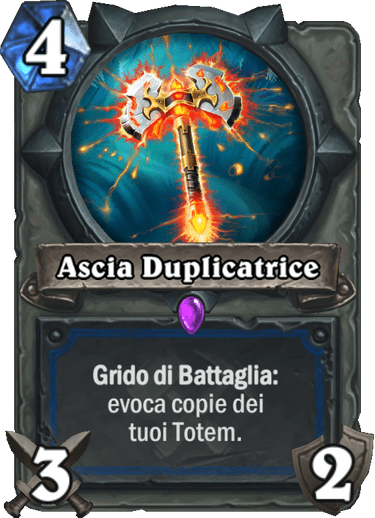 4
Ascia Duplicatrice
Grido di Battaglia:
evoca copie dei
tuoi Totem.
3
2